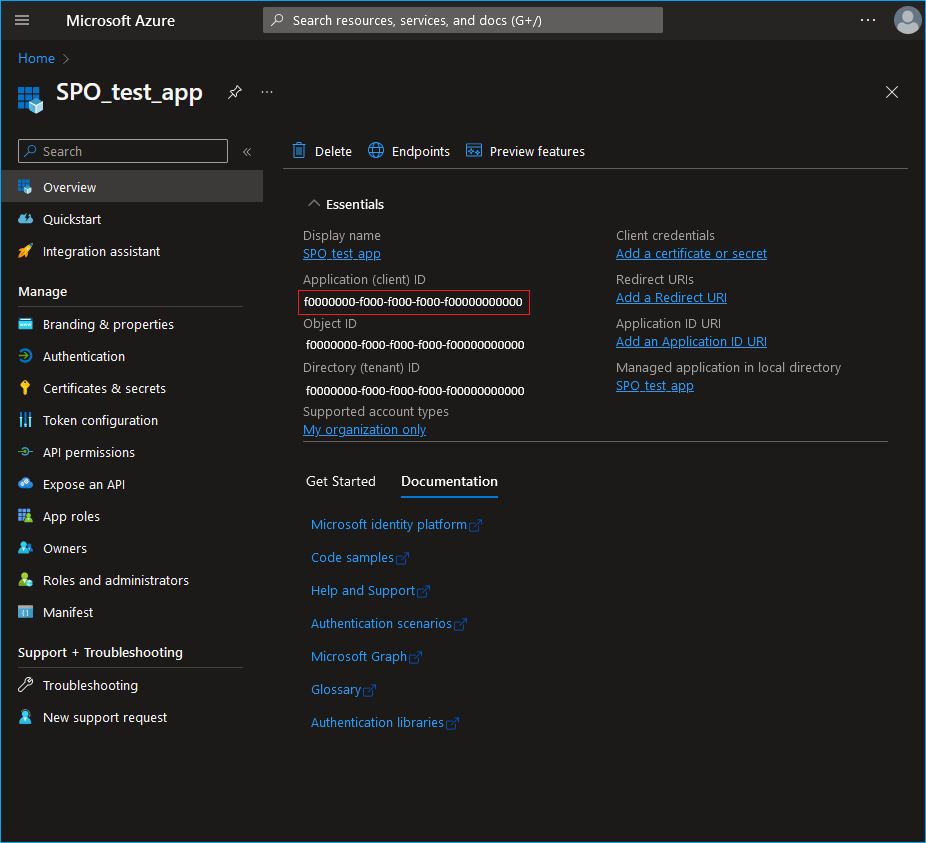 Microsoft Azure
Search resources, services, and docs (G+/)
Home
SPO_test_app
Search
Overview
Quickstart
Integration assistant
Manage
Branding & properties
Authentication
Certificates & secrets
Token configuration
API permissions
Expose an API
App roles
Owners
Roles and administrators
Manifest
Support + Troubleshooting
Troubleshooting
New support request
Delete
Endpoints
Preview features
Essentials
Display name
SPO_test_app
Application (client) ID
f0000000-f000-f000-f000-f00000000000
Object ID
f0000000-f000-f000-f000-f00000000000
Directory (tenant) ID
f0000000-f000-f000-f000-f00000000000
Supported account types
My organization only
Client credentials
Add a certificate or secret
Redirect URIs
Add a Redirect URI
Application ID URI
Add an Application ID URI
Managed application in local directory
SPO_test_app
Get Started
Documentation
Microsoft identity platform
Code samples
Help and Support
Authentication scenarios
Microsoft Graph
Glossary
Authentication libraries